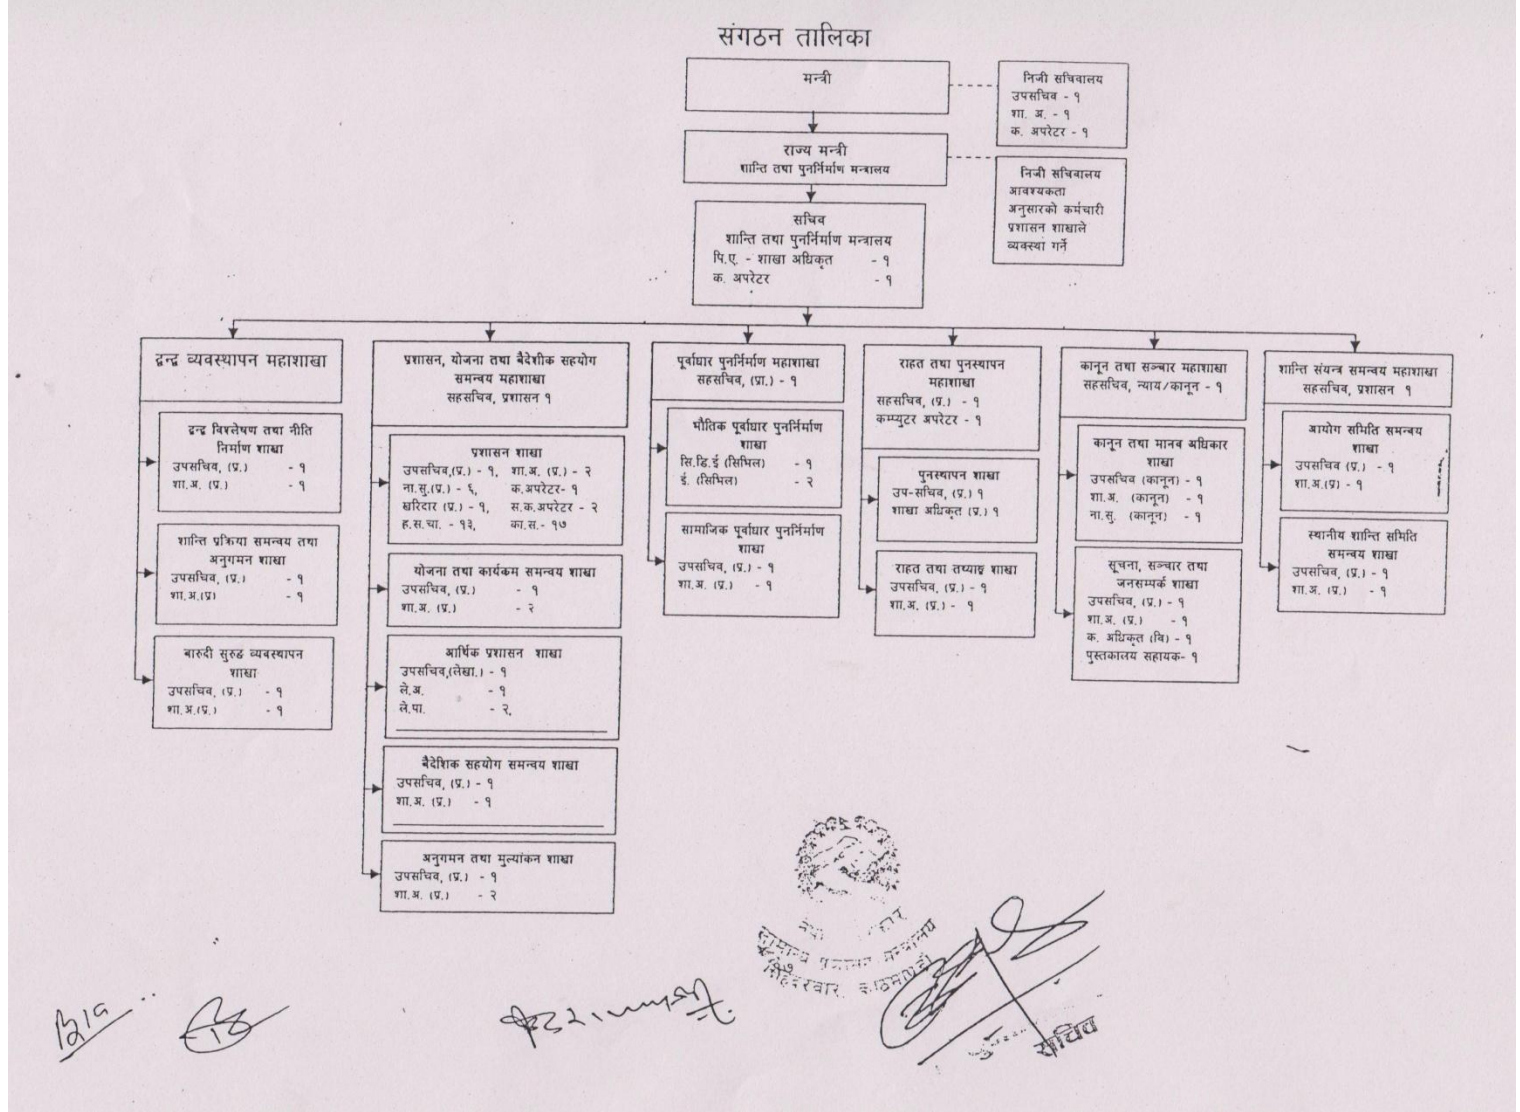 संगठन तालिका
मन्त्री
निजी सचिवालय
उपसचिव - १
शा. अ. - १
क. अपरेटर - १
राज्य मन्त्री
शान्ति तथा पुनर्निर्माण मन्त्रालय
निजी सचिवालय
आवश्यकता
अनुसारको कर्मचारी
प्रशासन शाखाले
व्यवस्था गर्ने
सचिव
शान्ति तथा पुनर्निर्माण मन्त्रालय
पि.ए. - शाखा अधिकृत - १
क. अपरेटर - १
द्वन्द्व व्यवस्थापन महाशाखा
द्वन्द्व विश्लेषण तथा नीति
निर्माण शाखा
उपसचिव, (प्र.) - १
शा.अ. (प्र.) - १
शान्ति प्रक्रिया समन्वय तथा
अनुगमन शाखा
उपसचिव, (प्र.) - १
शा.अ.(प्र) - १
बारुदी सुरुङ व्यवस्थापन
शाखा
उपसचिव, (प्र.) - १
शा.अ.(प्र.) - १
प्रशासन, योजना तथा बैदेशीक सहयोग
समन्वय महाशाखा
सहसचिव, प्रशासन १
प्रशासन शाखा
उपसचिव,(प्र.) - १, शा.अ. (प्र.) - २
ना.सु.(प्र.) - ६, क.अपरेटर- १
खरिदार (प्र.) - १, स.क.अपरेटर - २
ह.स.चा. - १३, का.स.- १७
योजना तथा कार्यकम समन्वय शाखा
उपसचिव, (प्र.) - १
शा.अ. (प्र.) - २
आर्थिक प्रशासन शाखा
उपसचिव,(लेखा.) - १
ले.अ. - १
ले.पा. - २,
बैदेशिक सहयोग समन्वय शाखा
उपसचिव, (प्र.) - १
शा.अ. (प्र.) - १
अनुगमन तथा मुल्यांकन शाखा
उपसचिव, (प्र.) - १
शा.अ. (प्र.) - २
पूर्वाधार पुनर्निर्माण महाशाखा
सहसचिव, (प्रा.) - १
भौतिक पूर्वाधार पुनर्निर्माण
शाखा
सि.डि.ई (सिभिल) - १
ई. (सिभिल) - २
सामाजिक पूर्वाधार पुनर्निर्माण
शाखा
उपसचिव, (प्र.) - १
शा.अ. (प्र.) - १
राहत तथा पुनस्थापन
महाशाखा
सहसचिव, (प्र.) - १
कम्प्युटर अपरेटर - १
पुनस्थापन शाखा
उप-सचिव, (प्र.) १
शाखा अधिकृत (प्र.) १
राहत तथा तथ्याङ्क शाखा
उपसचिव, (प्र.) - १
शा.अ. (प्र.) - १
कानून तथा सञ्चार महाशाखा
सहसचिव, न्याय/कानून - १
कानून तथा मानव अधिकार
शाखा
उपसचिव (कानून) - १
शा.अ. (कानून) - १
ना.सु. (कानून) - १
सूचना, सञ्चार तथा
जनसम्पर्क शाखा
उपसचिव, (प्र.) - १
शा.अ. (प्र.) - १
क. अधिकृत (वि) - १
पुस्तकालय सहायक- १
शान्ति संयन्त्र समन्वय महाशाखा
सहसचिव, प्रशासन १
आयोग समिति समन्वय
शाखा
उपसचिव, (प्र.) - १
शा.अ.(प्र) - १
स्थानीय शान्ति समिति
समन्वय शाखा
उपसचिव, (प्र.) - १
शा.अ. (प्र.) - १
सामान्य प्रशासन मन्त्रालय
सिंहदरवार, काठमाण्डौ
सचिव